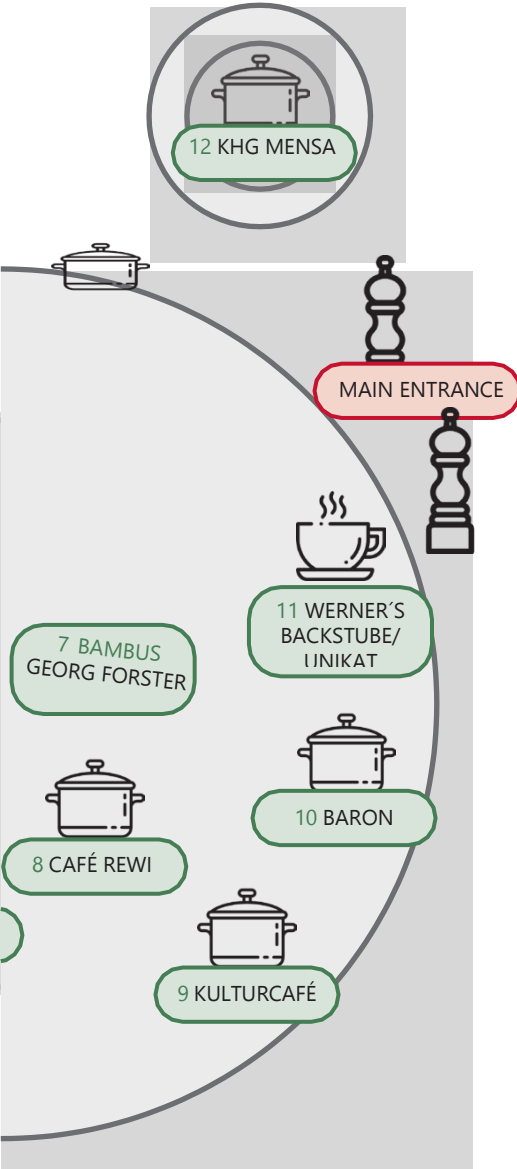 12 KHG MENSA
MAIN ENTRANCE
11 WERNER´S
BACKSTUBE/
UNIKAT
7 BAMBUS
GEORG FORSTER
10 BARON
8 CAFÉ REWI
9 KULTURCAFÉ